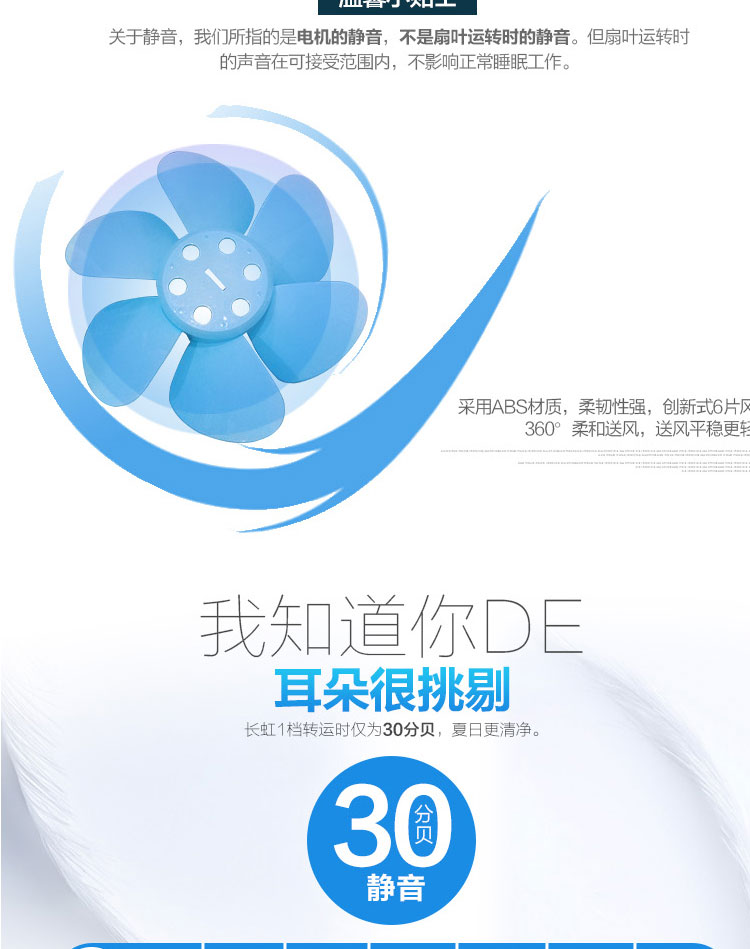 温馨小贴士
关于静音，我们所指的是电机的静音，不是扇叶运转时的静音。但扇叶运转时
的声音在可接受范围内，不影响正常睡眠工作。
采用ABS材质，柔韧性强，创新式6片风
360° 柔和送风，送风平稳更轻
我知道你DE
耳朵很挑剔
长虹1档转运时仅为30分贝，夏日更清净。
30分贝
静音